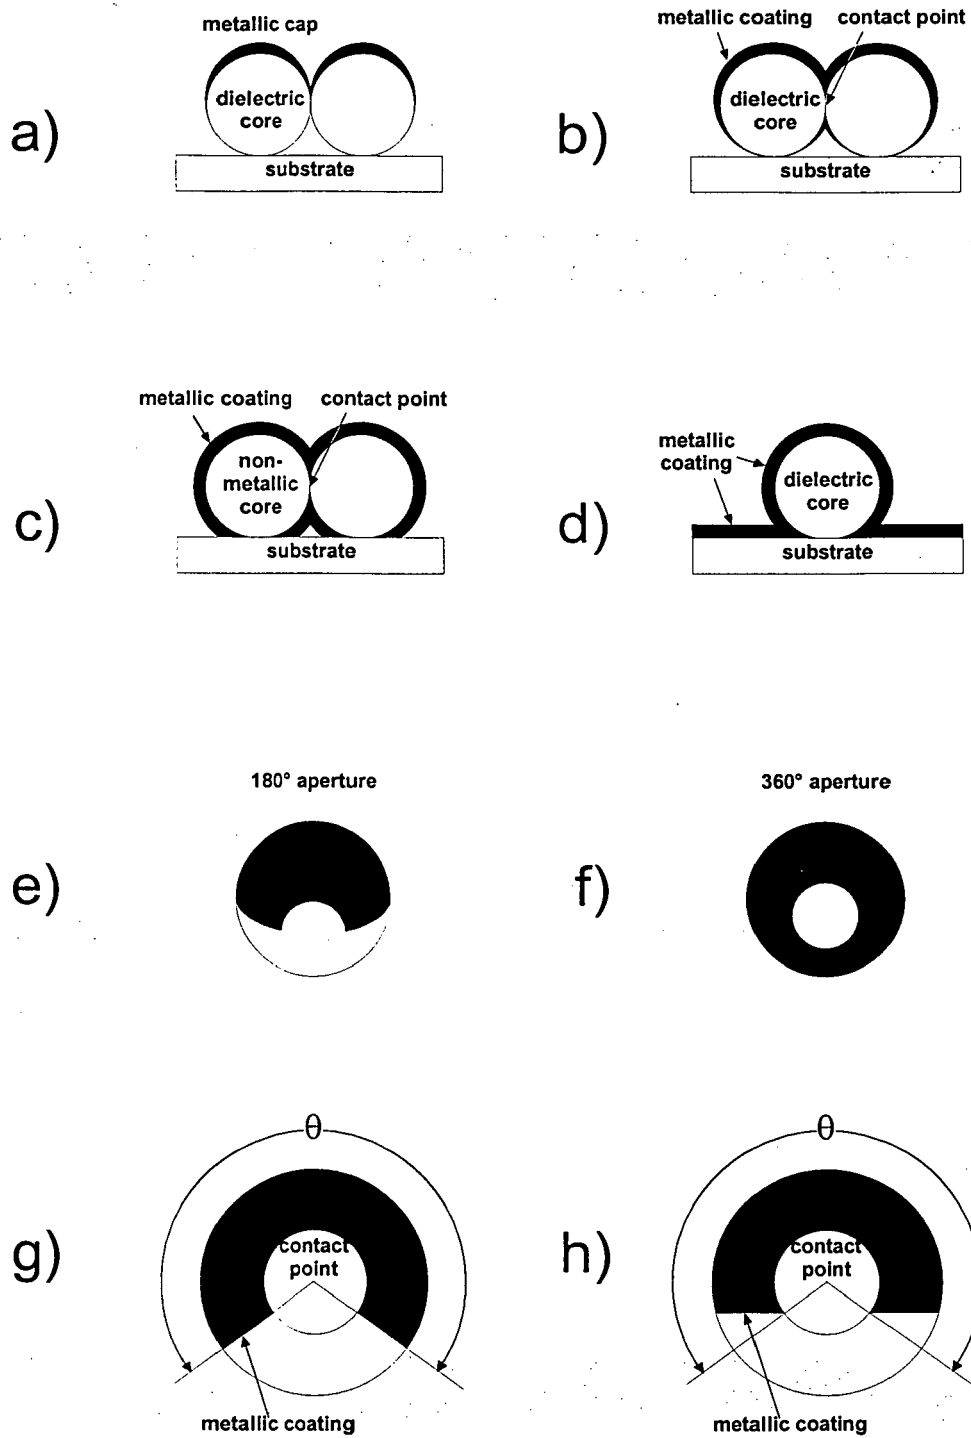 a)
metallic cap
dielectric
core
substrate
b)
metallic coating
contact point
dielectric
core
substrate
c)
metallic coating
contact point
non-
metallic
core
substrate
d)
metallic
coating
dielectric
core
substrate
e)
180° aperture
f)
360° aperture
g)
θ
contact
point
metallic coating
h)
θ
contact
point
metallic coating